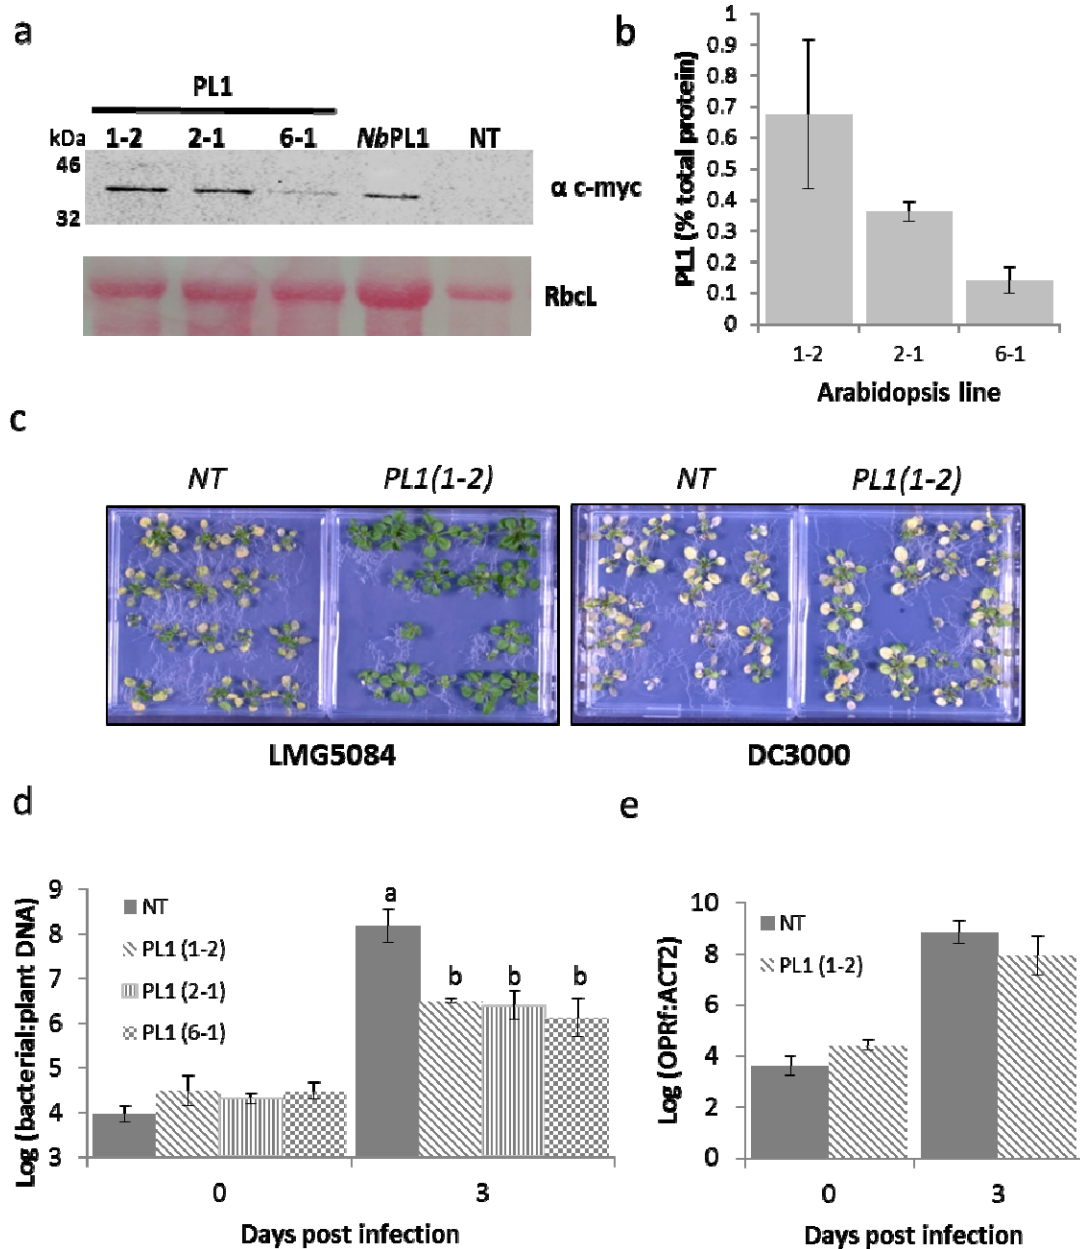 a
PL1
kDa 1-2 2-1 6-1 NbPL1 NT
46
32
α c-myc
RbcL
b
PL1 (% total protein)
1
0.9
0.8
0.7
0.6
0.5
0.4
0.3
0.2
0.1
0
1-2 2-1 6-1
Arabidopsis line
c
NT PL1(1-2) NT PL1(1-2)
LMG5084 DC3000
d
Log (bacterial:plant DNA)
9
8
7
6
5
4
3
NT
PL1 (1-2)
PL1 (2-1)
PL1 (6-1)
a
b b b
0 3
Days post infection
e
Log (OPRf:ACT2)
10
8
6
4
2
0
NT
PL1 (1-2)
0 3
Days post infection